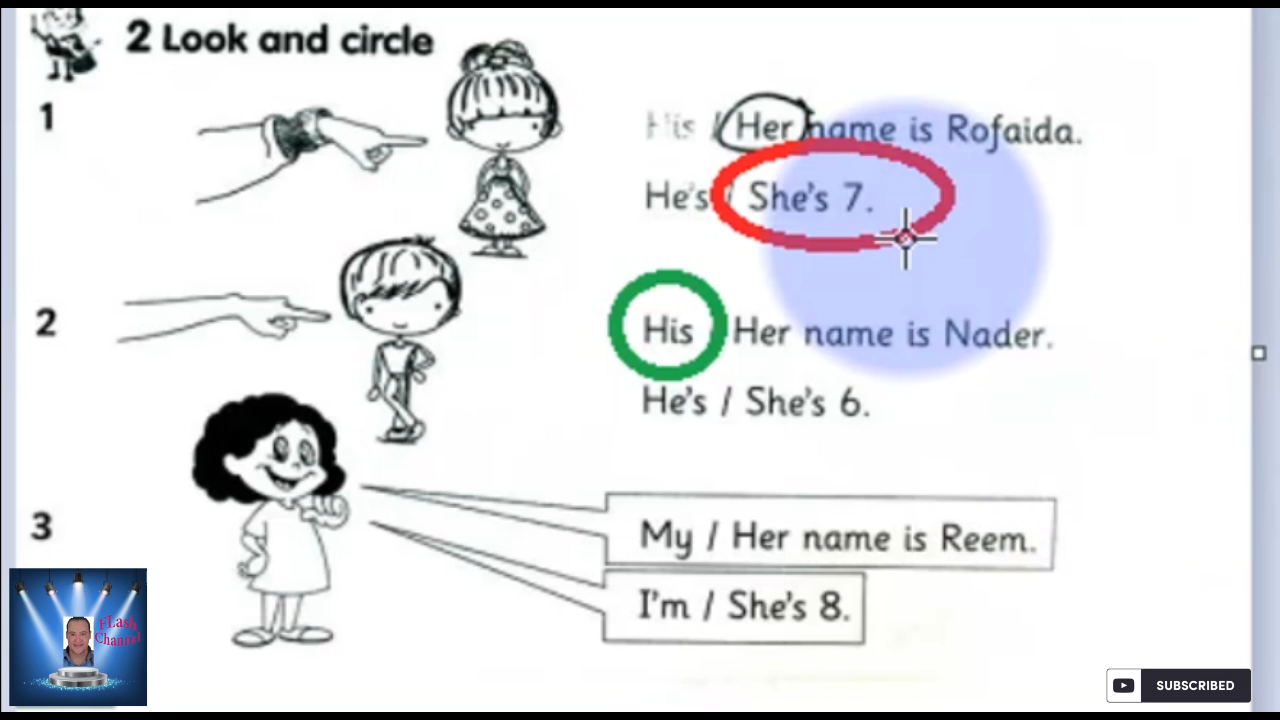 2 Look and circle
1
His / Her name is Rofaida.
He's / She's 7.
2
His Her name is Nader.
He's / She's 6.
3
My / Her name is Reem.
I'm / She's 8.
FLash
Channel
SUBSCRIBED